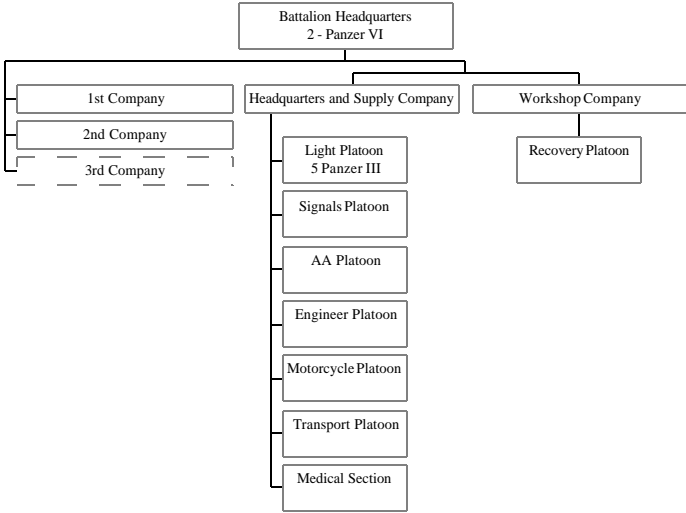 Battalion Headquarters
2 - Panzer VI
1st Company
Headquarters and Supply Company
Workshop Company
2nd Company
3rd Company
Light Platoon
5 Panzer III
Recovery Platoon
Signals Platoon
AA Platoon
Engineer Platoon
Motorcycle Platoon
Transport Platoon
Medical Section